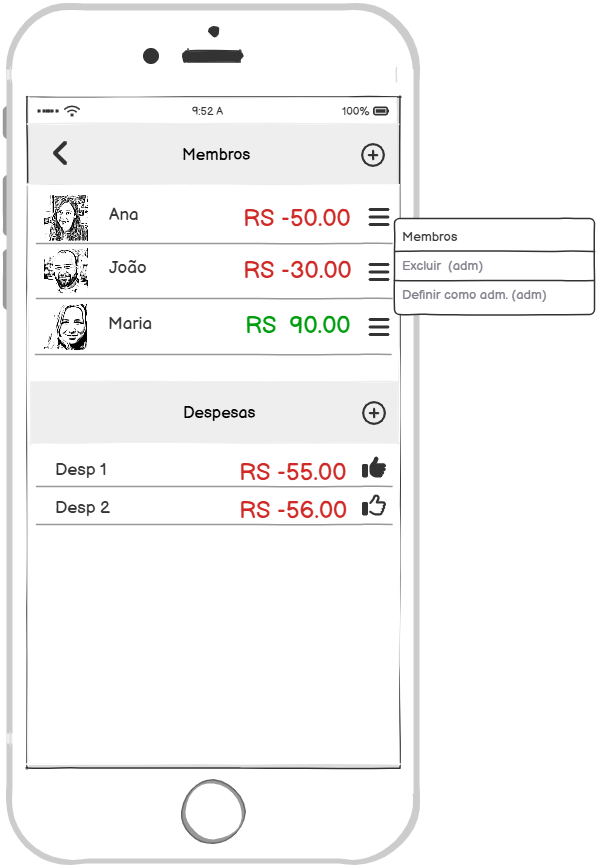 9:52 A
100%
Membros
Ana RS -50.00
João RS -30.00
Maria RS 90.00
Membros
Excluir (adm)
Definir como adm. (adm)
Despesas
Desp 1 RS -55.00
Desp 2 RS -56.00